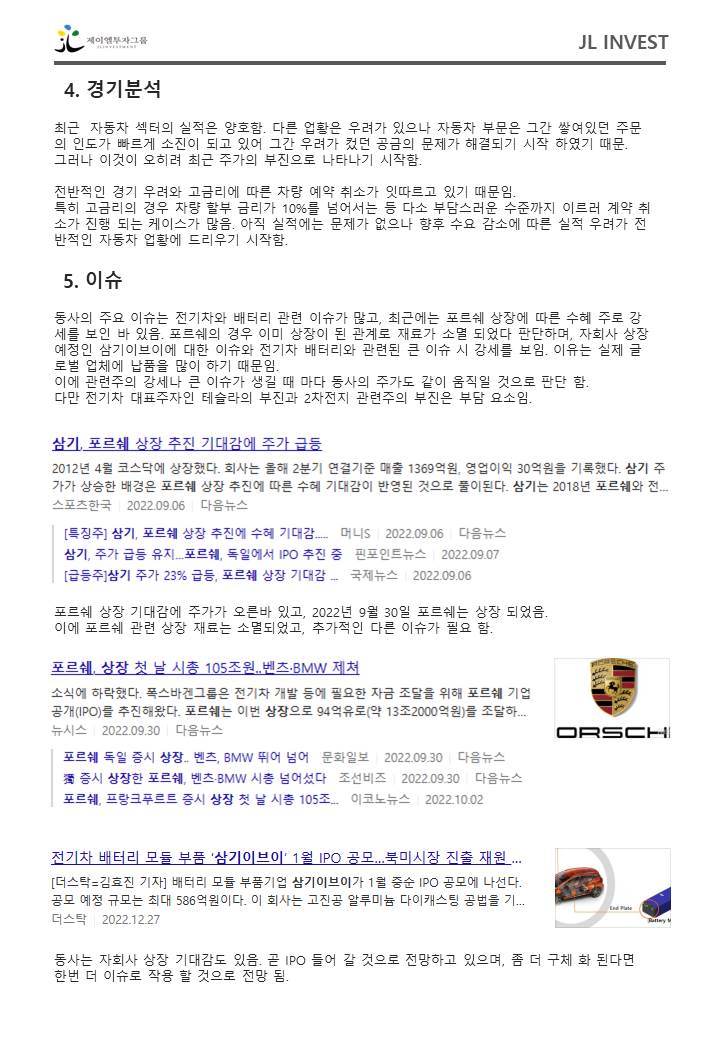 제이엘투자그룹
JLINVESTMENT
JL INVEST
4. 경기분석
최근 자동차 섹터의 실적은 양호함. 다른 업황은 우려가 있으나 자동차 부문은 그간 쌓여있던 주문
의 인도가 빠르게 소진이 되고 있어 그간 우려가 컸던 공금의 문제가 해결되기 시작 하였기 때문.
그러나 이것이 오히려 최근 주가의 부진으로 나타나기 시작함.
전반적인 경기 우려와 고금리에 따른 차량 예약 취소가 잇따르고 있기 때문임.
특히 고금리의 경우 차량 할부 금리가 10%를 넘어서는 등 다소 부담스러운 수준까지 이르러 계약 취
소가 진행 되는 케이스가 많음. 아직 실적에는 문제가 없으나 향후 수요 감소에 따른 실적 우려가 전
반적인 자동차 업황에 드리우기 시작함.
5. 이슈
동사의 주요 이슈는 전기차와 배터리 관련 이슈가 많고, 최근에는 포르쉐 상장에 따른 수혜 주로 강
세를 보인 바 있음. 포르쉐의 경우 이미 상장이 된 관계로 재료가 소멸 되었다 판단하며, 자회사 상장
예정인 삼기이브이에 대한 이슈와 전기차 배터리와 관련된 큰 이슈 시 강세를 보임. 이유는 실제 글
로벌 업체에 납품을 많이 하기 때문임.
이에 관련주의 강세나 큰 이슈가 생길 때 마다 동사의 주가도 같이 움직일 것으로 판단 함.
다만 전기차 대표주자인 테슬라의 부진과 2차전지 관련주의 부진은 부담 요소임.
삼기, 포르쉐 상장 추진 기대감에 주가 급등
2012년 4월 코스닥에 상장했다. 회사는 올해 2분기 연결기준 매출 1369억원, 영업이익 30억원을 기록했다. 삼기 주
가가 상승한 배경은 포르쉐 상장 추진에 따른 수혜 기대감이 반영된 것으로 풀이된다. 삼기는 2018년 포르쉐와 전...
스포츠한국 | 2022.09.06 | 다음뉴스
[특징주] 삼기, 포르쉐 상장 추진에 수혜 기대감..... 머니S | 2022.09.06 | 다음뉴스
삼기, 주가 급등 유지...포르쉐, 독일에서 IPO 추진 중 핀포인트뉴스 | 2022.09.07
[급등주]삼기 주가 23% 급등, 포르쉐 상장 기대감 ... 국제뉴스 | 2022.09.06
포르쉐 상장 기대감에 주가가 오른바 있고, 2022년 9월 30일 포르쉐는 상장 되었음.
이에 포르쉐 관련 상장 재료는 소멸되었고, 추가적인 다른 이슈가 필요 함.
포르쉐, 상장 첫 날 시총 105조원..벤츠·BMW 제쳐
소식에 하락했다. 폭스바겐그룹은 전기차 개발 등에 필요한 자금 조달을 위해 포르쉐 기업
공개(IPO)를 추진해왔다. 포르쉐는 이번 상장으로 94억유로(약 13조2000억원)를 조달하...
뉴시스 | 2022.09.30 | 다음뉴스
PORSCHE
ORSCH
포르쉐 독일 증시 상장.. 벤츠, BMW 뛰어 넘어 문화일보 | 2022.09.30 | 다음뉴스
獨 증시 상장한 포르쉐, 벤츠·BMW 시총 넘어섰다 조선비즈 | 2022.09.30 | 다음뉴스
포르쉐, 프랑크푸르트 증시 상장 첫 날 시총 105조... 이코노뉴스 | 2022.10.02
전기차 배터리 모듈 부품 '삼기이브이' 1월 IPO 공모...북미시장 진출 재원 ...
[더스탁=김효진 기자] 배터리 모듈 부품기업 삼기이브이가 1월 중순 IPO 공모에 나선다.
공모 예정 규모는 최대 586억원이다. 이 회사는 고진공 알루미늄 다이캐스팅 공법을 기...
더스탁 | 2022.12.27
End Plate
Battery M
동사는 자회사 상장 기대감도 있음. 곧 IPO 들어 갈 것으로 전망하고 있으며, 좀 더 구체 화 된다면
한번 더 이슈로 작용 할 것으로 전망 됨.